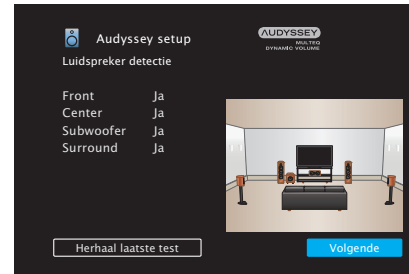 Audyssey setup
AUDYSSEY
MULTEQ
DYNAMIC VOLUME
Luidspreker detectie
Front Ja
Center Ja
Subwoofer Ja
Surround Ja
Herhaal laatste test
Volgende